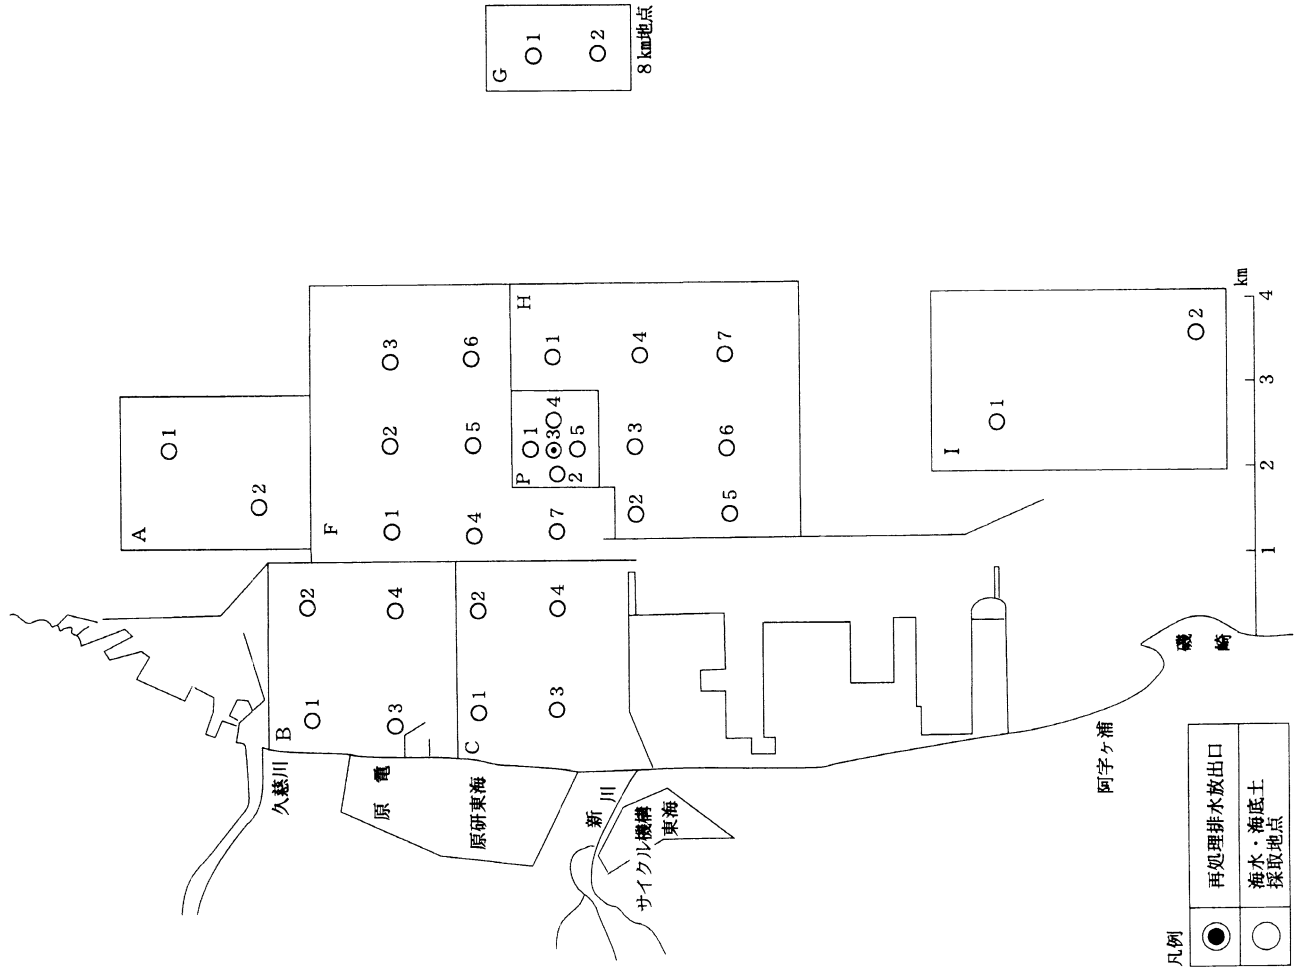 A
1
2
B
1
2
3
4
C
1
2
3
4
F
1
2
3
4
5
6
7
P
1
2
3
4
5
H
1
2
3
4
5
6
7
G
1
2
8km地点
I
1
2
久慈川
原電
原研東海
新川
サイクル機構
東海
阿字ヶ浦
磯崎
1
2
3
4
km
凡例
再処理排水放出口
海水・海底土
採取地点